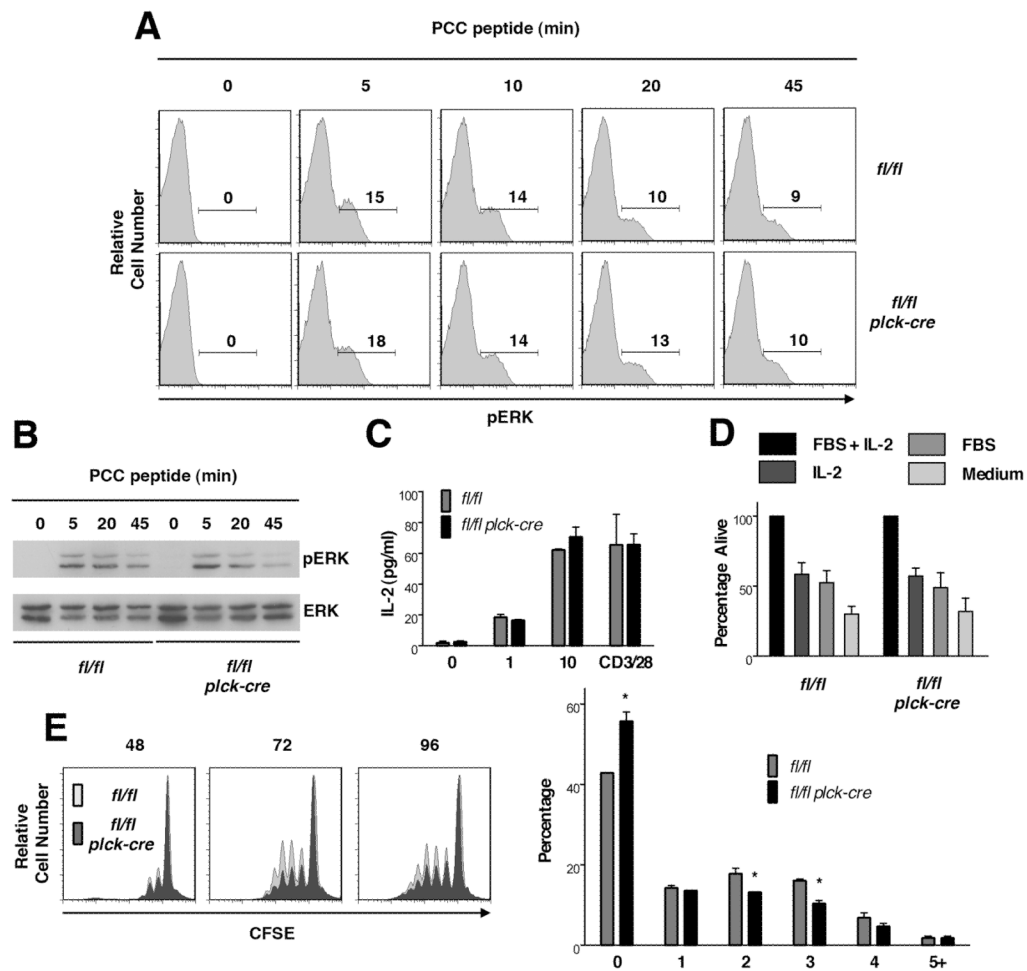 A
PCC peptide (min)
0 5 10 20 45
0 15 14 10 9
fl/fl
Relative
Cell Number
0 18 14 13 10
fl/fl
plck-cre
pERK
B
PCC peptide (min)
0 5 20 45 0 5 20 45
pERK
ERK
fl/fl
fl/fl
plck-cre
C
100
80
60
40
20
0
IL-2 (pg/ml)
fl/fl
fl/fl plck-cre
0 1 10 CD3/28
D
FBS + IL-2
FBS
IL-2
Medium
100
50
0
Percentage Alive
fl/fl
fl/fl
plck-cre
E
48 72 96
Relative
Cell Number
fl/fl
fl/fl
plck-cre
CFSE
60
40
20
0
Percentage
*
fl/fl
fl/fl plck-cre
* *
0 1 2 3 4 5+